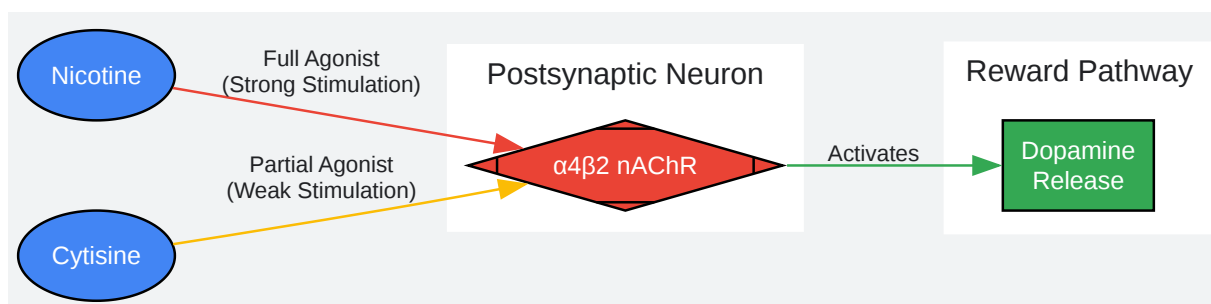 Nicotine
Full Agonist
(Strong Stimulation)
Postsynaptic Neuron
Reward Pathway
α4β2 nAChR
Activates
Dopamine
Release
Partial Agonist
(Weak Stimulation)
Cytisine